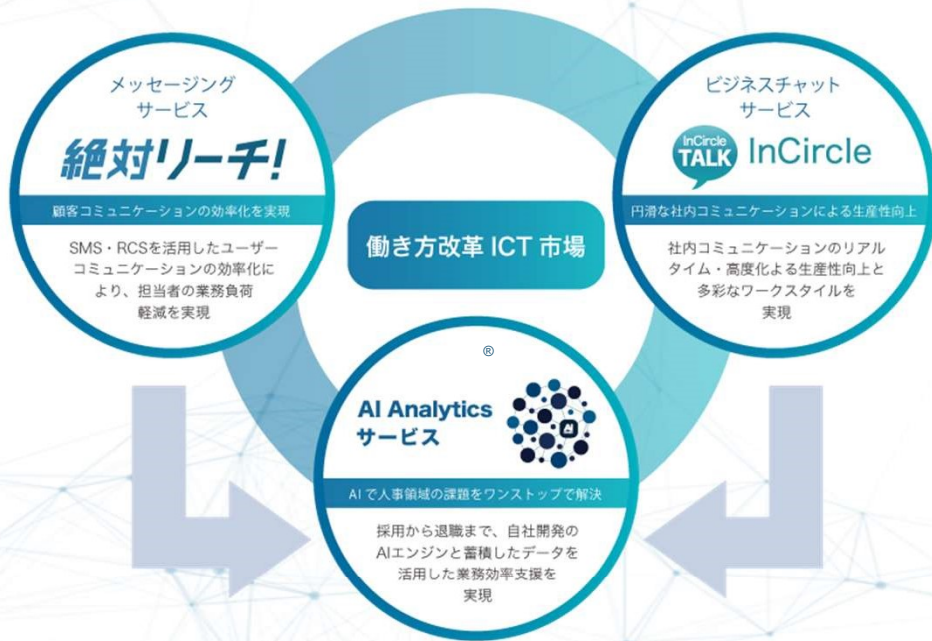 メッセージング
サービス
絶対リーチ!
顧客コミュニケーションの効率化を実現
SMS・RCSを活用したユーザー
コミュニケーションの効率化に
より、担当者の業務負荷
軽減を実現
ビジネスチャット
サービス
InCircle
TALK
InCircle
円滑な社内コミュニケーションによる生産性向上
社内コミュニケーションのリアル
タイム・高度化よる生産性向上と
多彩なワークスタイルを
実現
働き方改革 ICT 市場
®
AI Analytics
サービス
AI
AI で人事領域の課題をワンストップで解決
採用から退職まで、自社開発の
AIエンジンと蓄積したデータを
活用した業務効率支援を
実現